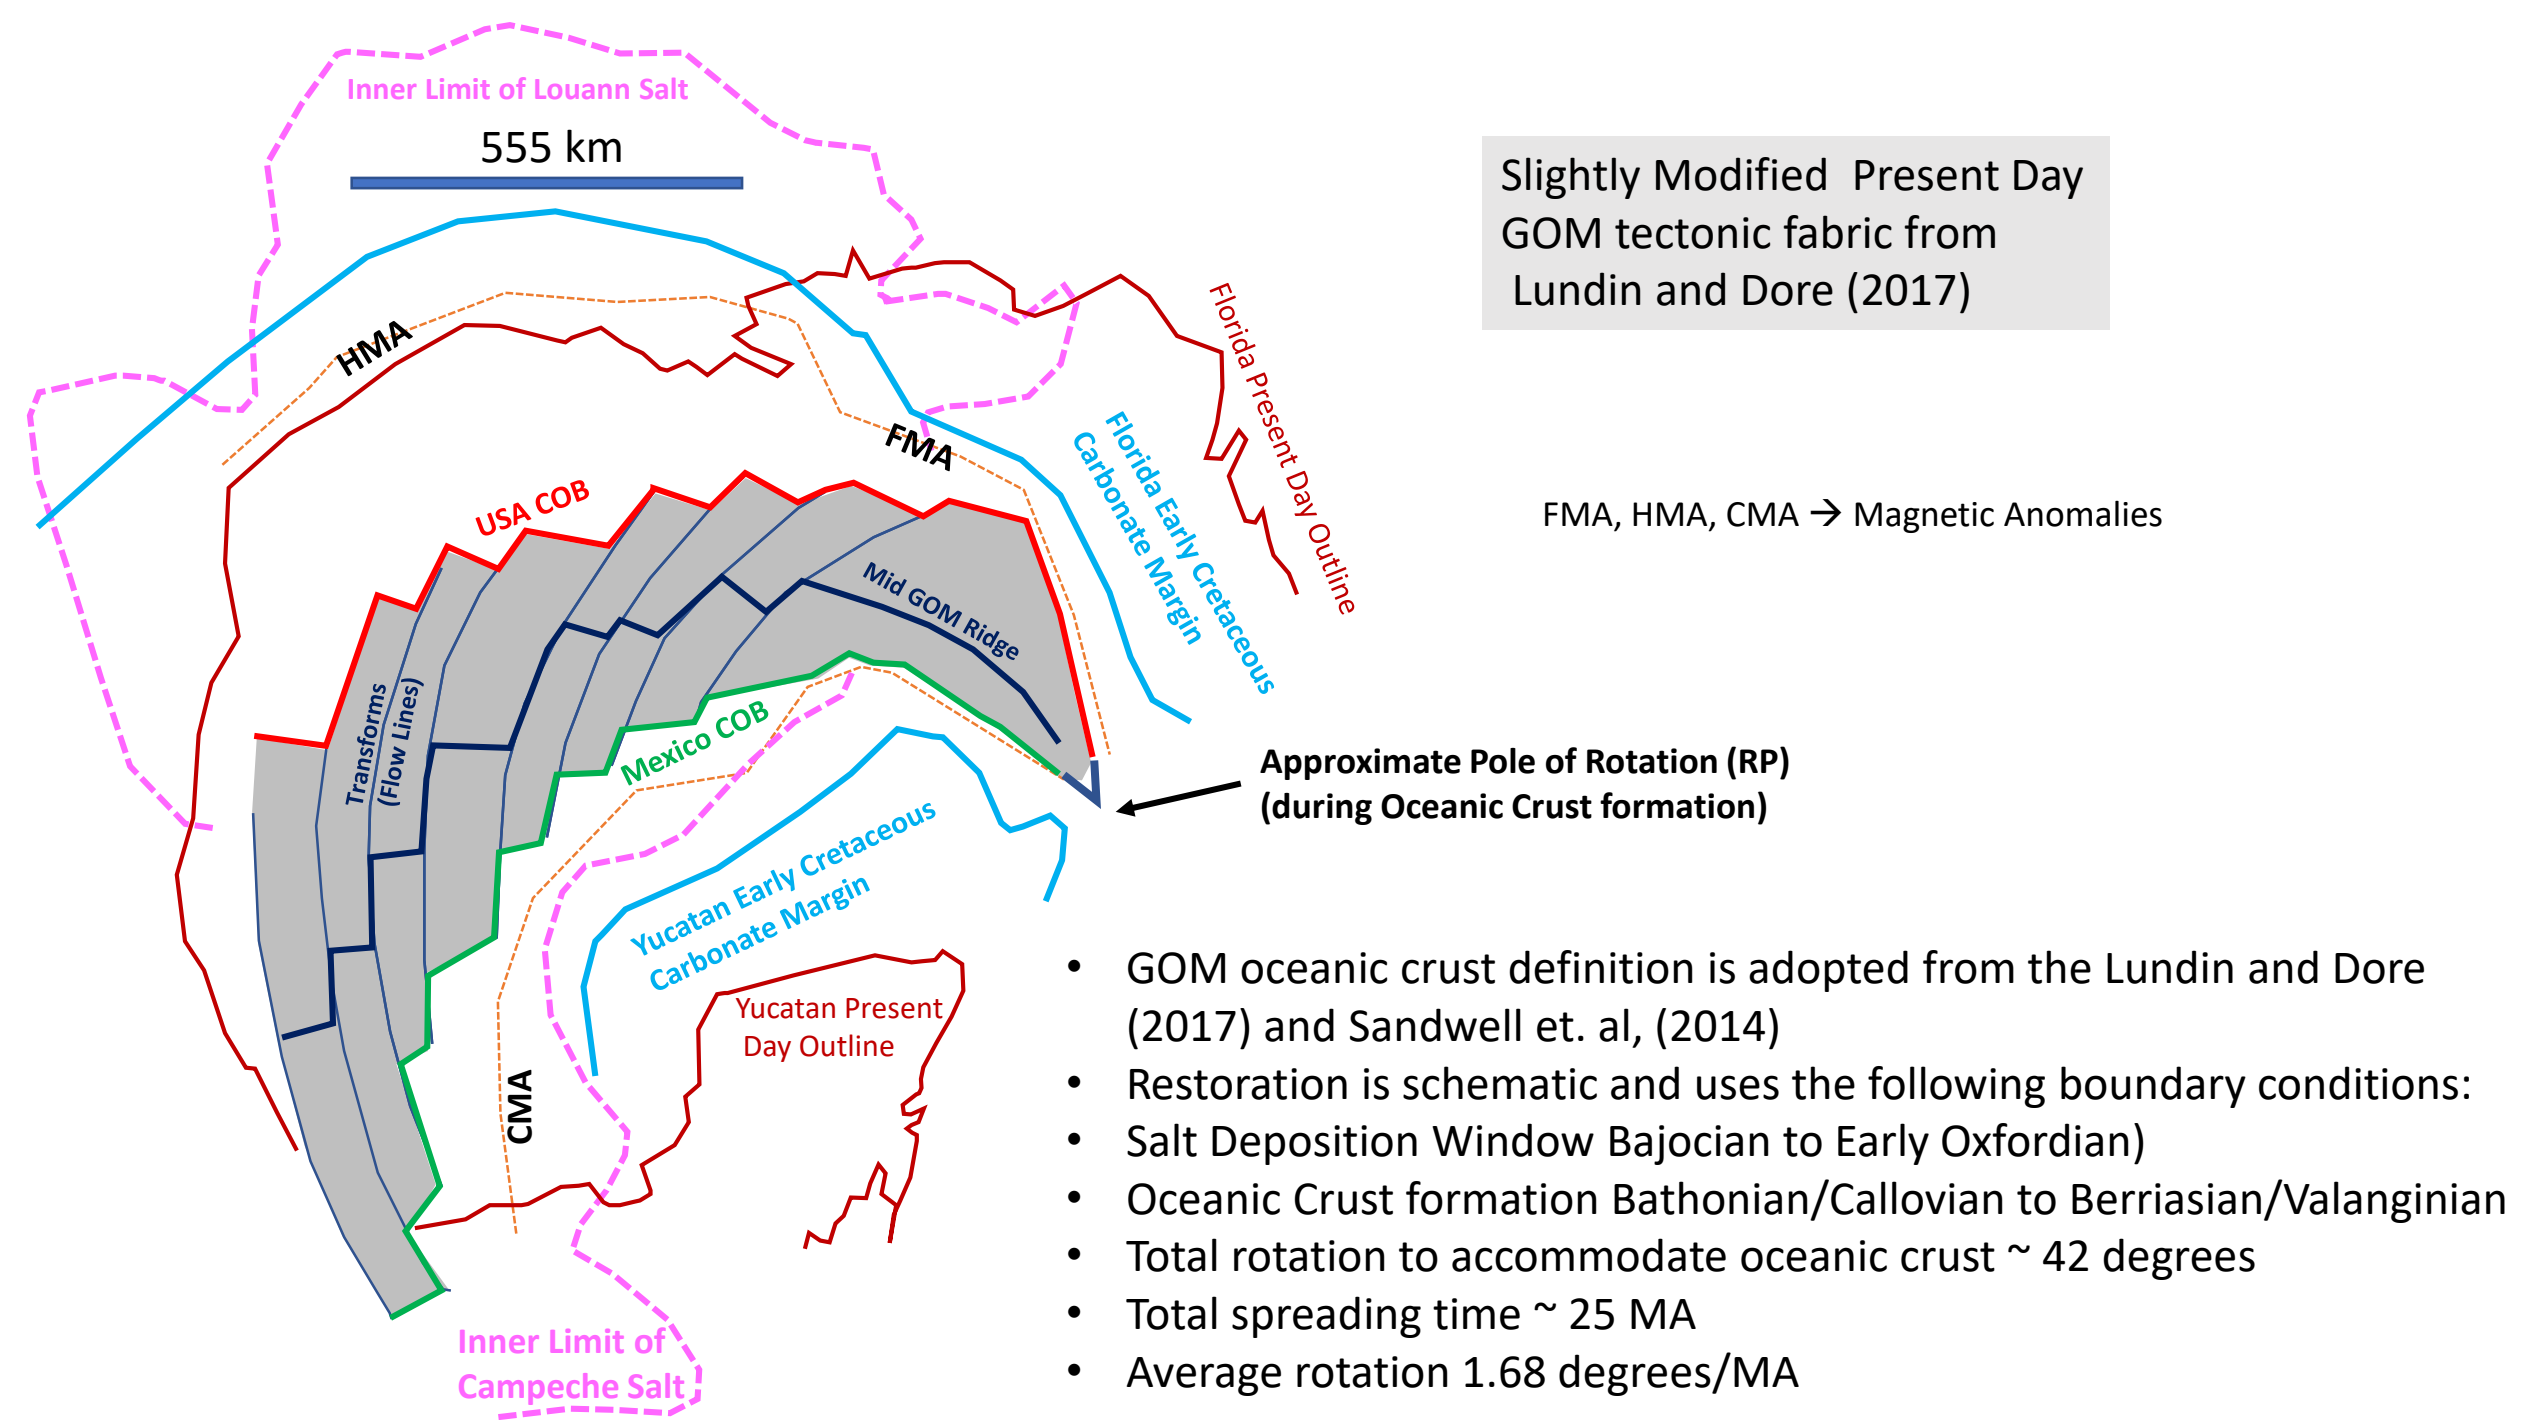 Inner Limit of Louann Salt
555 km
Slightly Modified  Present Day
GOM tectonic fabric from
Lundin and Dore (2017)
HMA
FMA
Florida Present Day Outline
Florida Early Cretaceous
Carbonate Margin
USA COB
FMA, HMA, CMA → Magnetic Anomalies
Mid GOM Ridge
Transforms
(Flow Lines)
Mexico COB
Approximate Pole of Rotation (RP)
(during Oceanic Crust formation)
Yucatan Early Cretaceous
Carbonate Margin
Yucatan Present
Day Outline
CMA
• GOM oceanic crust definition is adopted from the Lundin and Dore
(2017) and Sandwell et. al, (2014)
• Restoration is schematic and uses the following boundary conditions:
• Salt Deposition Window Bajocian to Early Oxfordian)
• Oceanic Crust formation Bathonian/Callovian to Berriasian/Valanginian
• Total rotation to accommodate oceanic crust ~ 42 degrees
• Total spreading time ~ 25 MA
• Average rotation 1.68 degrees/MA
Inner Limit of
Campeche Salt